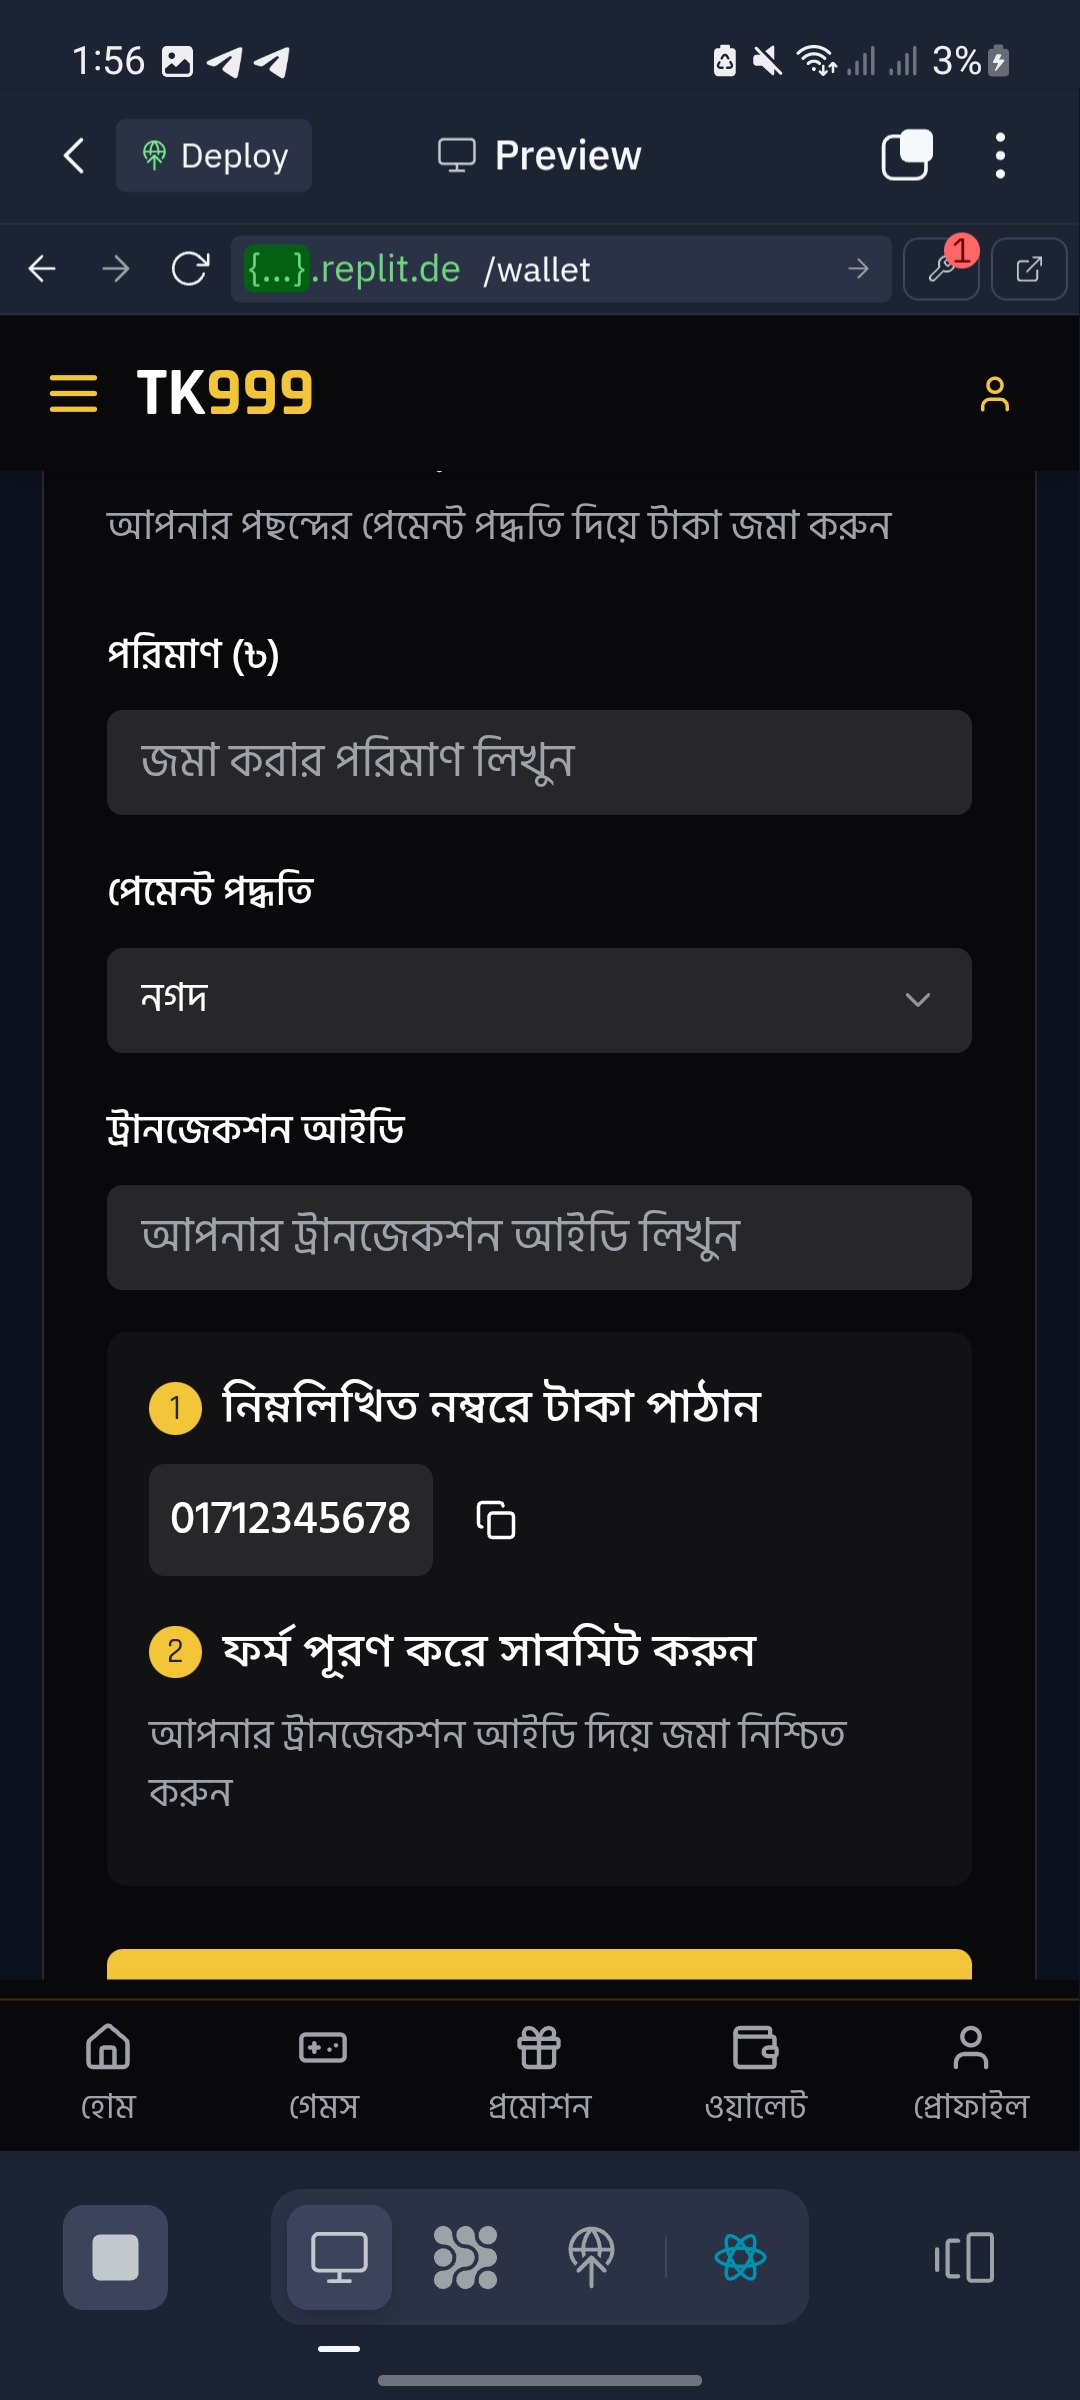 1:56
3%
Deploy
Preview
{...}.replit.de /wallet
1
TK999
আপনার পছন্দের পেমেন্ট পদ্ধতি দিয়ে টাকা জমা করুন
পরিমাণ (৳)
জমা করার পরিমাণ লিখুন
পেমেন্ট পদ্ধতি
নগদ
ট্রানজেকশন আইডি
আপনার ট্রানজেকশন আইডি লিখুন
1 নিম্নলিখিত নম্বরে টাকা পাঠান
01712345678
2 ফর্ম পূরণ করে সাবমিট করুন
আপনার ট্রানজেকশন আইডি দিয়ে জমা নিশ্চিত
করুন
হোম
গেমস
প্রমোশন
ওয়ালেট
প্রোফাইল